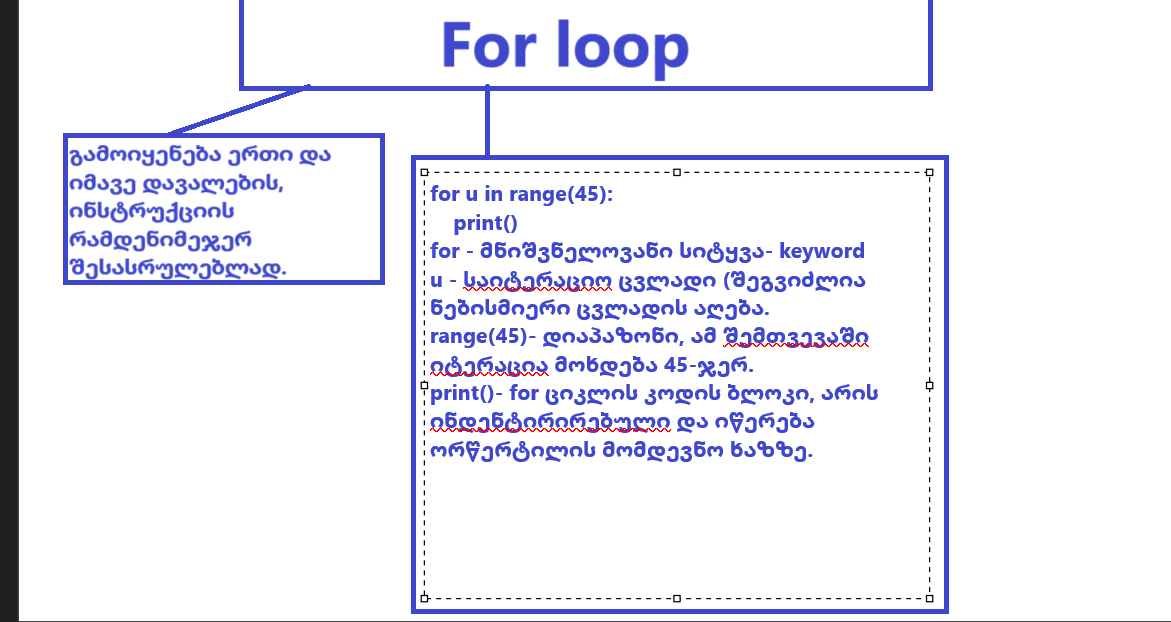 For loop
გამოიყენება ერთი და
იმავე დავალების,
ინსტრუქციის
რამდენიმეჯერ
შესასრულებლად.
for u in range(45):
print()
for - მნიშვნელოვანი სიტყვა- keyword
u - საიტერაციო ცვლადი (შეგვიძლია
ნებისმიერი ცვლადის აღება.
range(45)- დიაპაზონი, ამ შემთვევაში
იტერაცია მოხდება 45-ჯერ.
print()- for ციკლის კოდის ბლოკი, არის
ინდენტირირებული და იწერება
ორწერტილის მომდევნო ხაზზე.